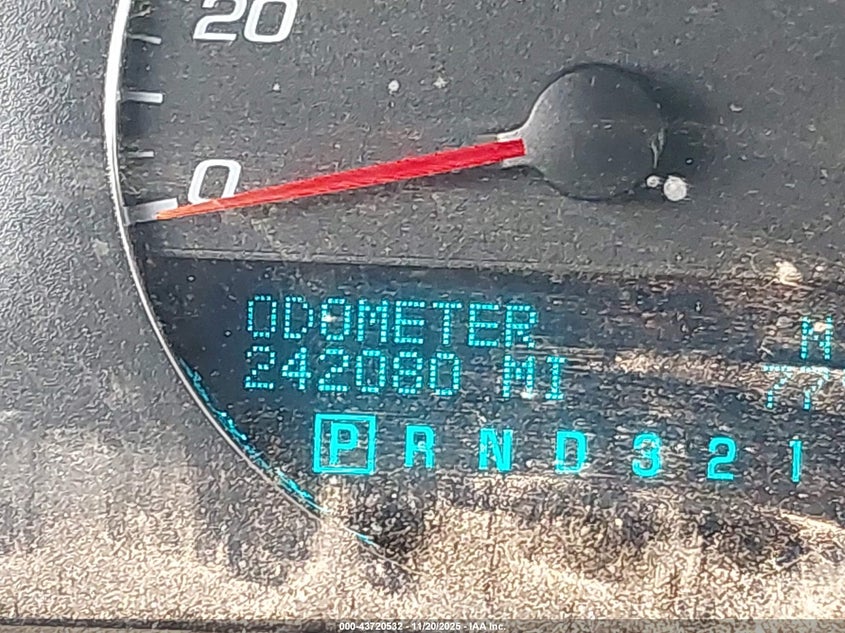 20
0
ODOMETER
242080 MI
P R N D 3 2 1
000-43720532 - 11/20/2025 - IAA Inc.